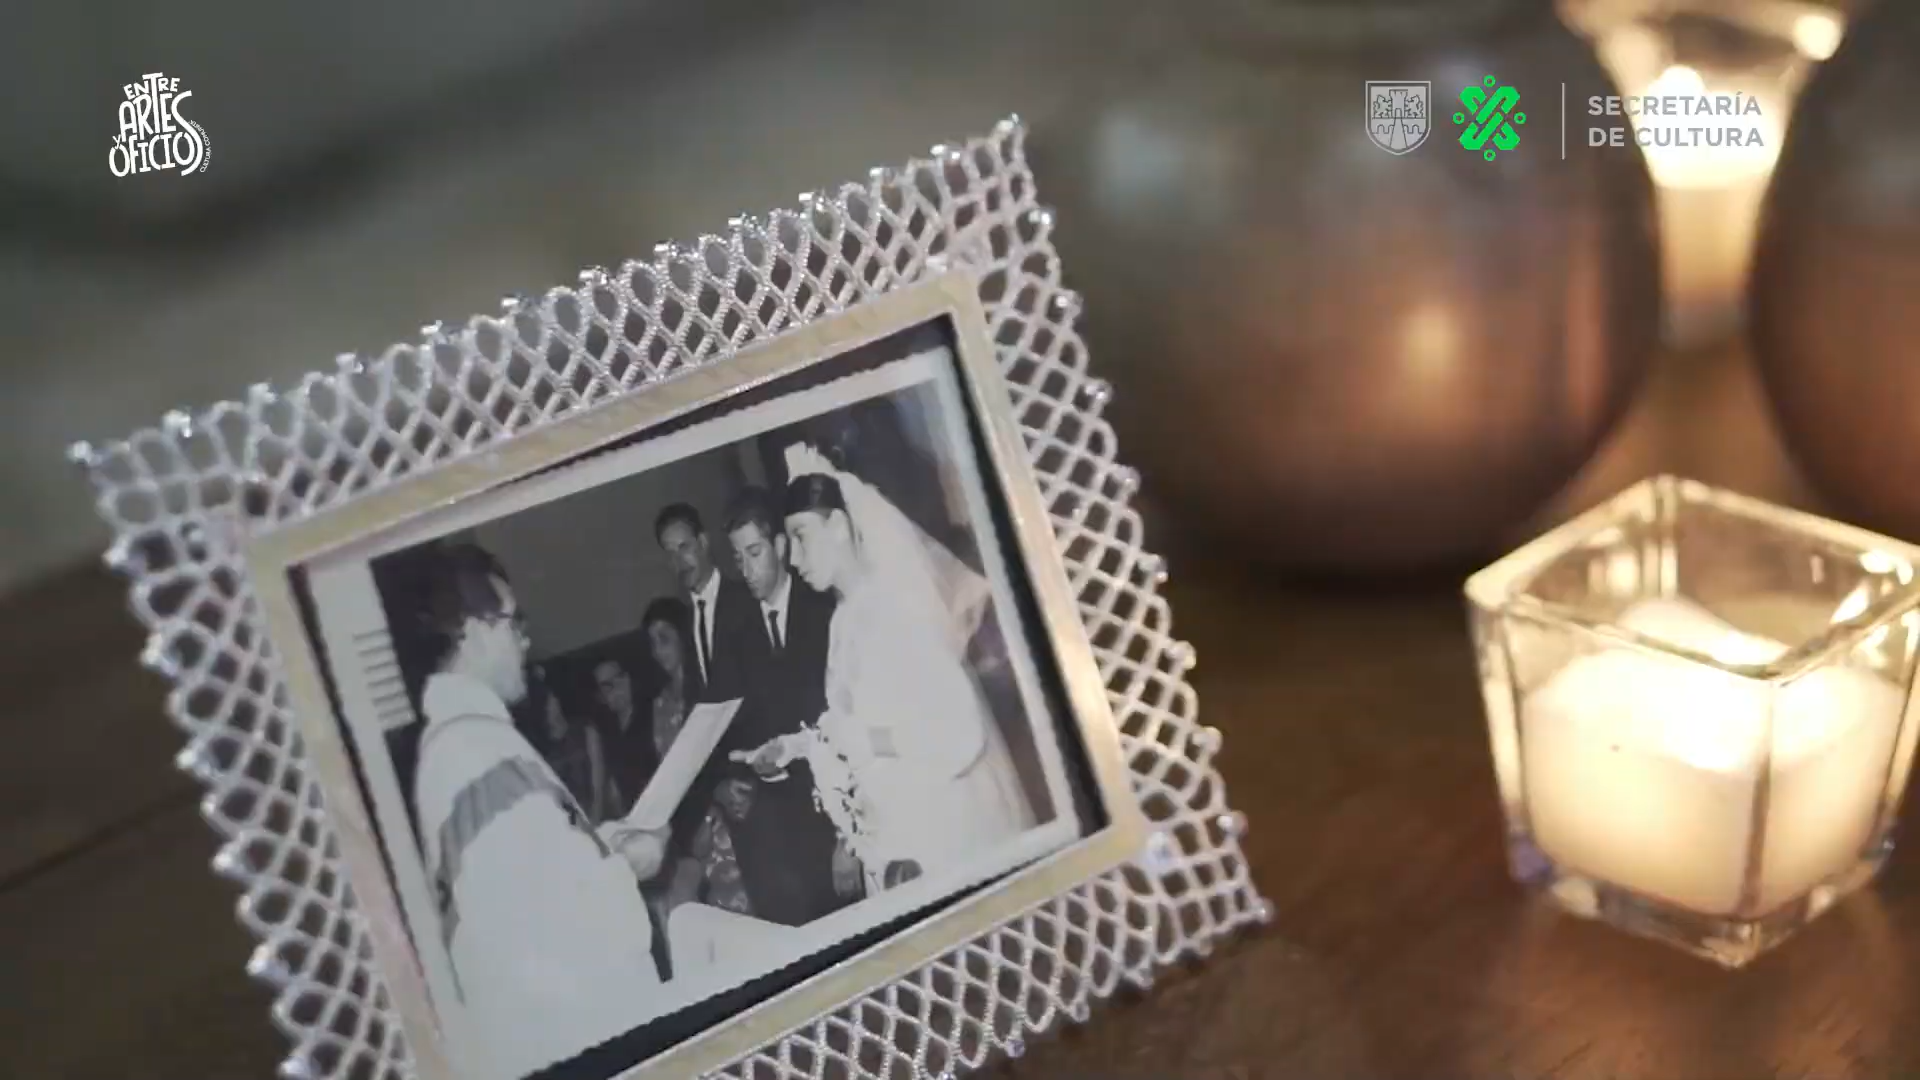 ENTRE
ARTES
Y
OFICIOS
SECRETARÍA
DE CULTURA